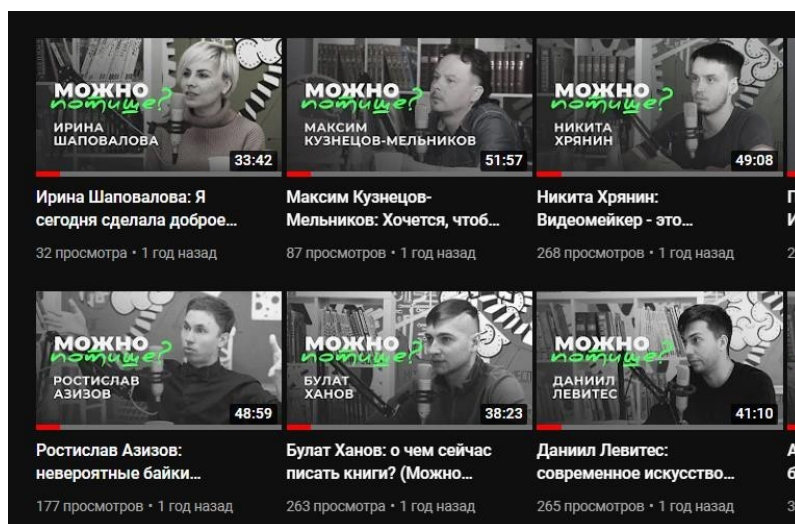 МОЖНО
потише?
ИРИНА
ШАПОВАЛОВА
33:42
Ирина Шаповалова: Я
сегодня сделала доброе...
32 просмотра • 1 год назад
МОЖНО
потише?
МАКСИМ
КУЗНЕЦОВ-МЕЛЬНИКОВ
51:57
Максим Кузнецов-
Мельников: Хочется, чтоб...
87 просмотров • 1 год назад
МОЖНО
потише?
НИКИТА
ХРЯНИН
49:08
Никита Хрянин:
Видеомейкер - это...
268 просмотров • 1 год назад
МОЖНО
потише?
РОСТИСЛАВ
АЗИЗОВ
48:59
Ростислав Азизов:
невероятные байки...
177 просмотров • 1 год назад
МОЖНО
потише?
БУЛАТ
ХАНОВ
38:23
Булат Ханов: о чем сейчас
писать книги? (Можно...
263 просмотра • 1 год назад
МОЖНО
потише?
ДАНИИЛ
ЛЕВИТЕС
41:10
Даниил Левитес:
современное искусство...
265 просмотров • 1 год назад